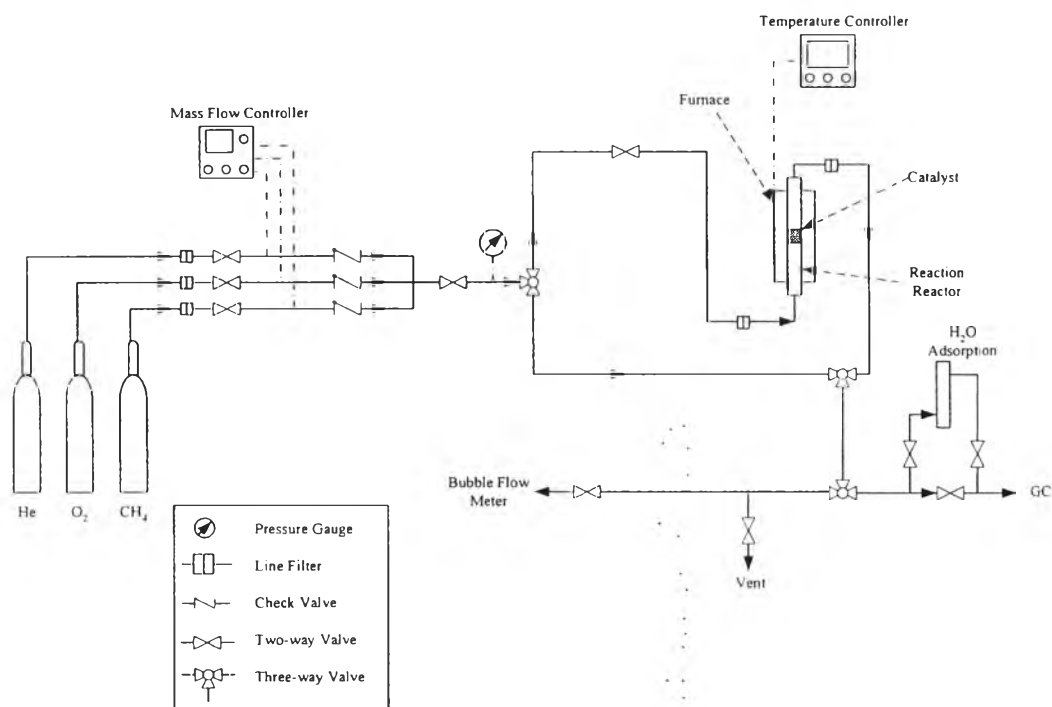 Temperature Controller
Furnace
Mass Flow Controller
Catalyst
Reaction
Reactor
H₂O
Adsorption
Bubble Flow
Meter
GC
He
O₂
CH₄
Vent
Pressure Gauge
Line Filter
Check Valve
Two-way Valve
Three-way Valve